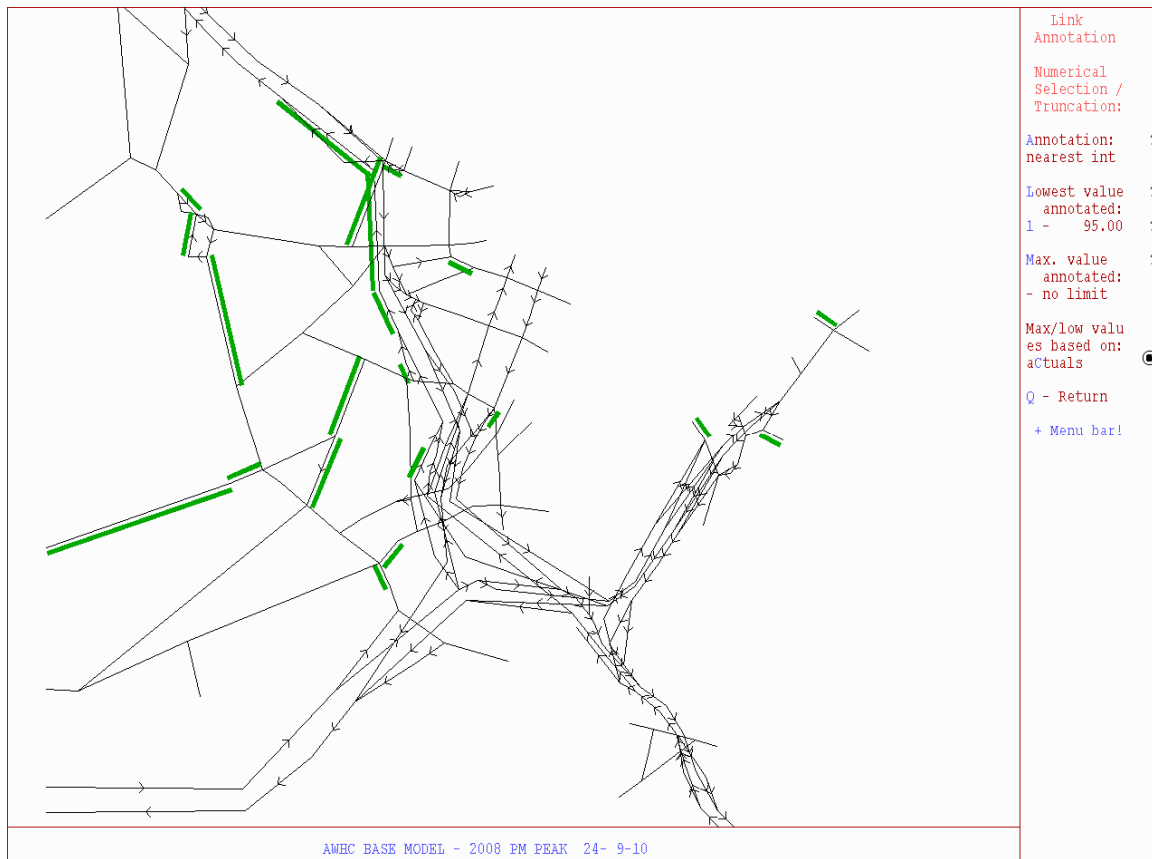 Link
Annotation
Numerical
Selection /
Truncation:
Annotation: ?
nearest int
Lowest value ?
annotated:
1 - 95.00 ?
Max. value ?
annotated:
- no limit
Max/low valu
es based on:
aCtuals
Q - Return
+ Menu bar!
AWHC BASE MODEL - 2008 PM PEAK 24- 9-10